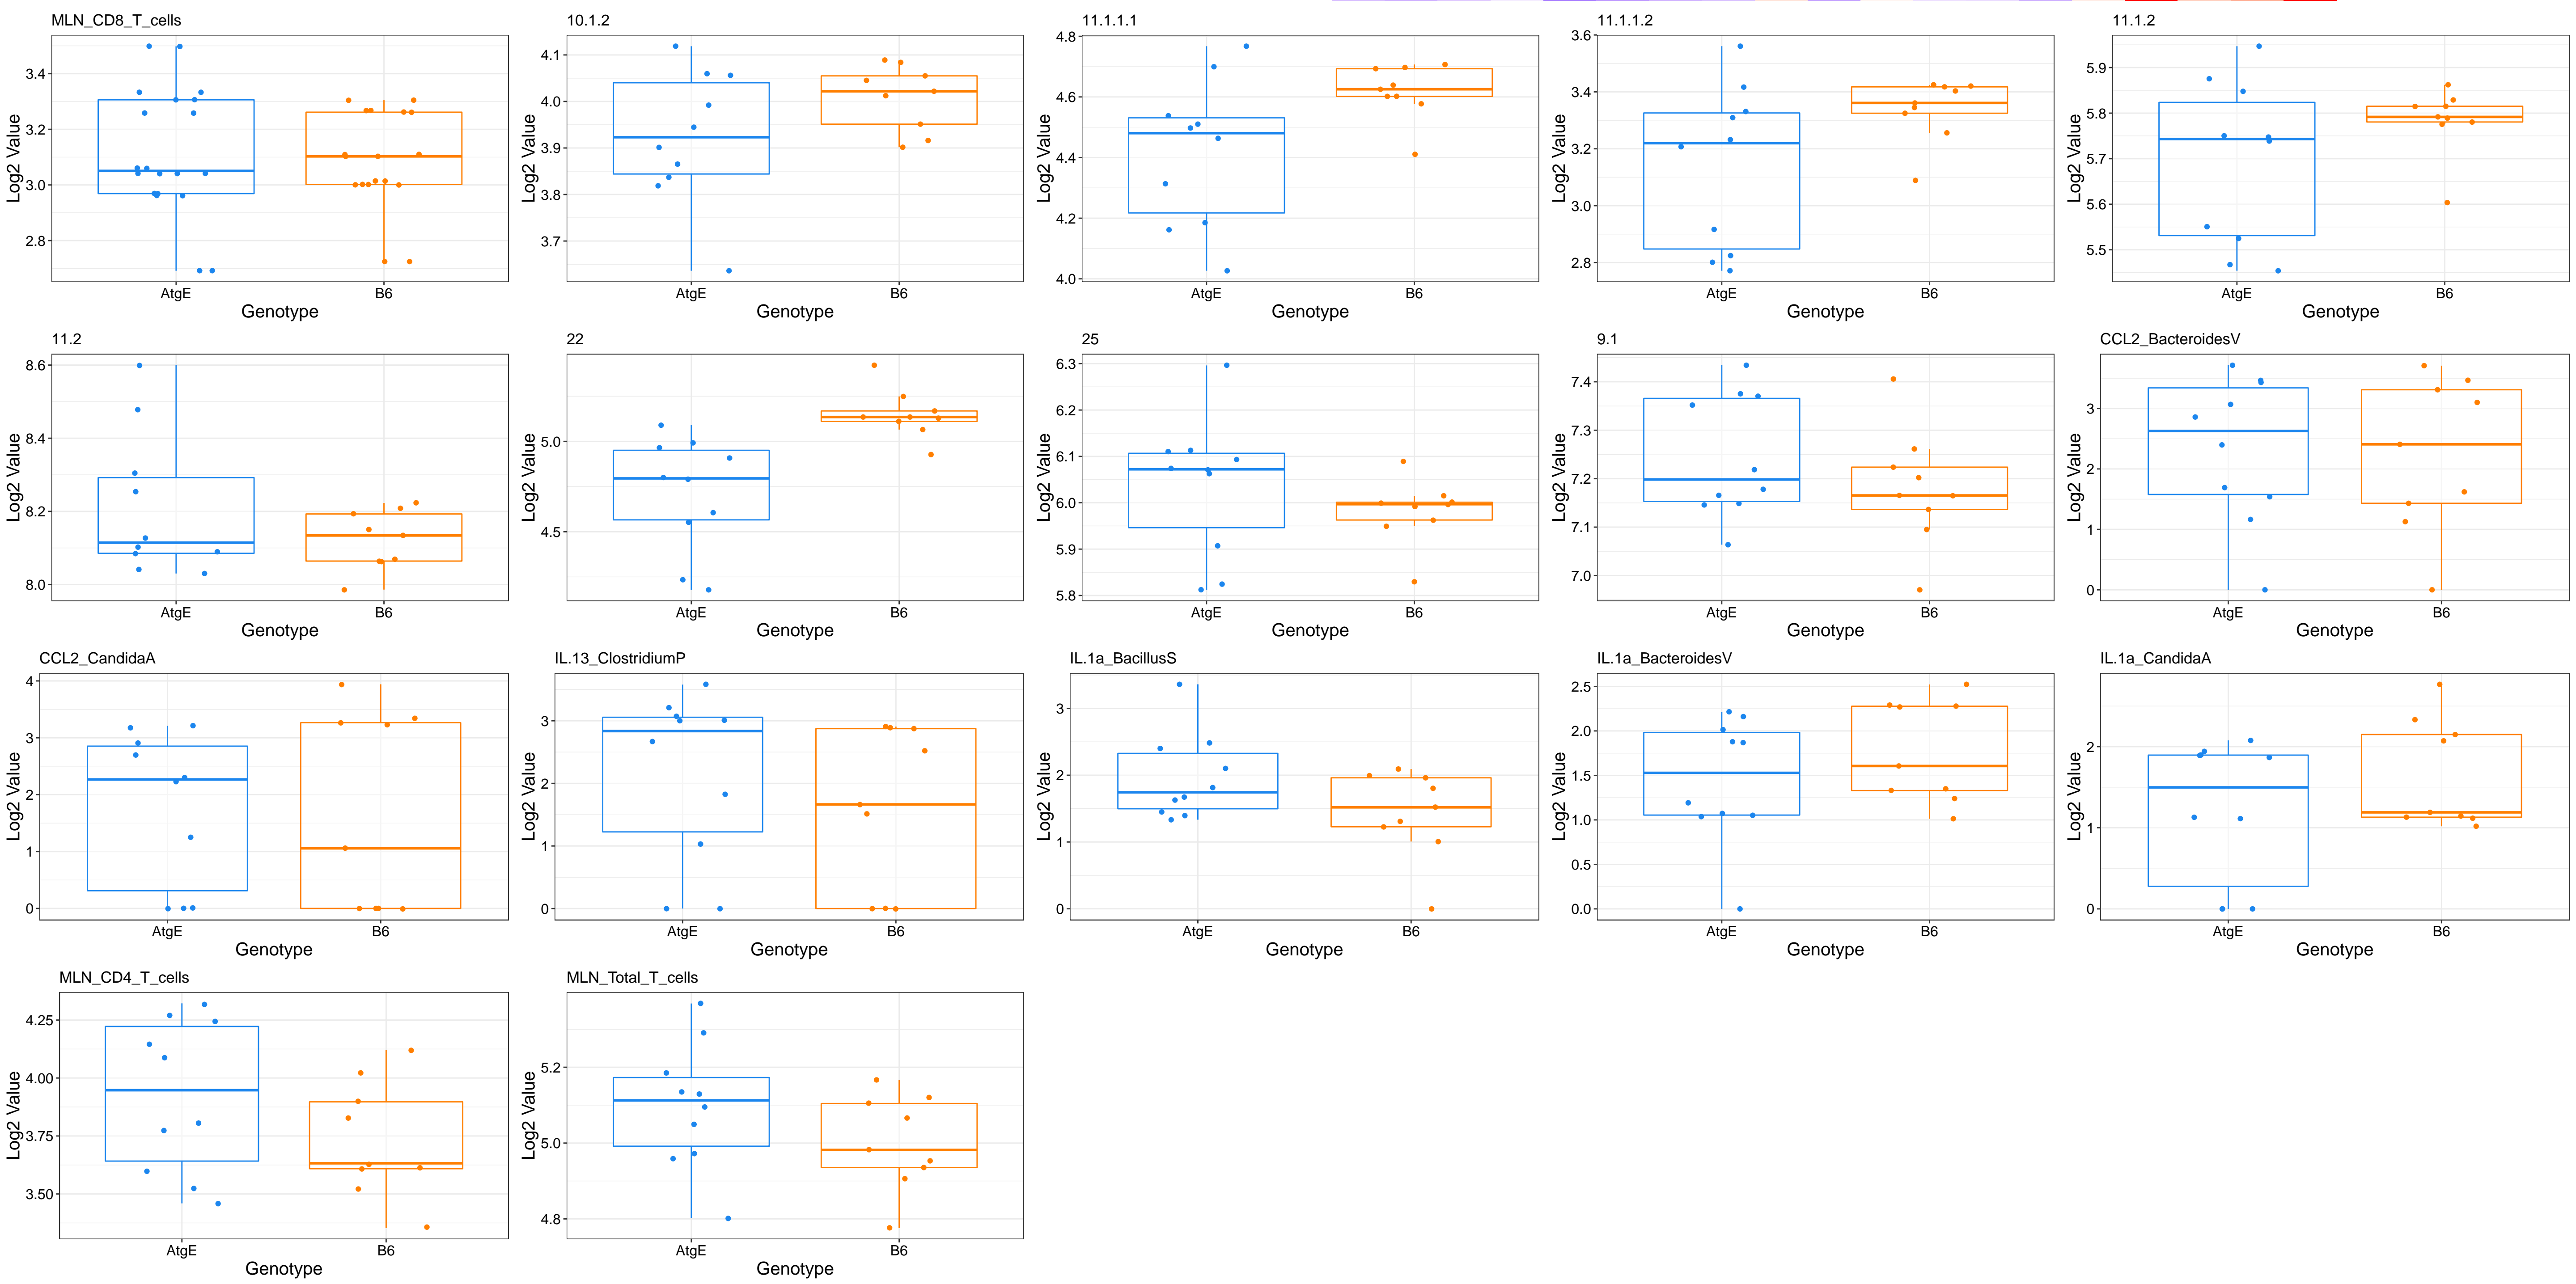 MLN_CD8_T_cells
Log2 Value
3.4
3.2
3.0
2.8
AtgE B6
Genotype
10.1.2
Log2 Value
4.1
4.0
3.9
3.8
3.7
AtgE B6
Genotype
11.1.1.1
Log2 Value
4.8
4.6
4.4
4.2
4.0
AtgE B6
Genotype
11.1.1.2
Log2 Value
3.6
3.4
3.2
3.0
2.8
AtgE B6
Genotype
11.1.2
Log2 Value
5.9
5.8
5.7
5.6
5.5
AtgE B6
Genotype
11.2
Log2 Value
8.6
8.4
8.2
8.0
AtgE B6
Genotype
22
Log2 Value
5.0
4.5
AtgE B6
Genotype
25
Log2 Value
6.3
6.2
6.1
6.0
5.9
5.8
AtgE B6
Genotype
9.1
Log2 Value
7.4
7.3
7.2
7.1
7.0
AtgE B6
Genotype
CCL2_BacteroidesV
Log2 Value
3
2
1
0
AtgE B6
Genotype
CCL2_CandidaA
Log2 Value
4
3
2
1
0
AtgE B6
Genotype
IL.13_ClostridiumP
Log2 Value
3
2
1
0
AtgE B6
Genotype
IL.1a_BacillusS
Log2 Value
3
2
1
0
AtgE B6
Genotype
IL.1a_BacteroidesV
Log2 Value
2.5
2.0
1.5
1.0
0.5
0.0
AtgE B6
Genotype
IL.1a_CandidaA
Log2 Value
2
1
0
AtgE B6
Genotype
MLN_CD4_T_cells
Log2 Value
4.25
4.00
3.75
3.50
AtgE B6
Genotype
MLN_Total_T_cells
Log2 Value
5.2
5.0
4.8
AtgE B6
Genotype